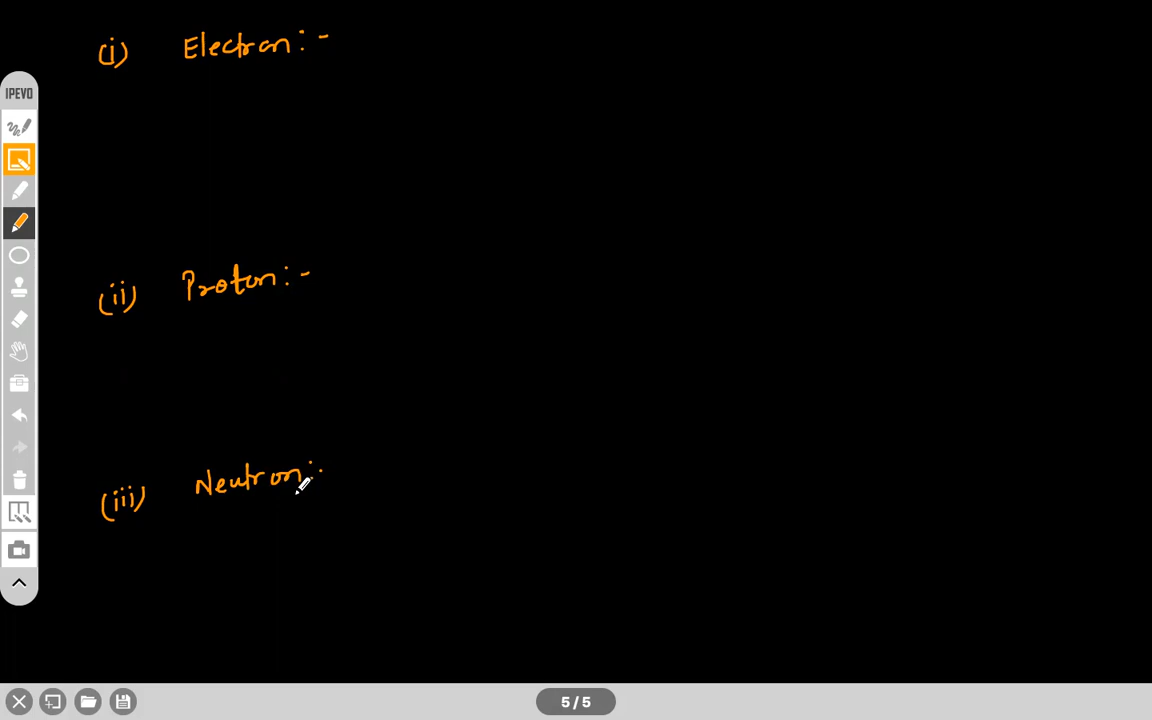 (i) Electron :-
IPEVO
(ii) Proton :-
(iii) Neutron :
5 / 5